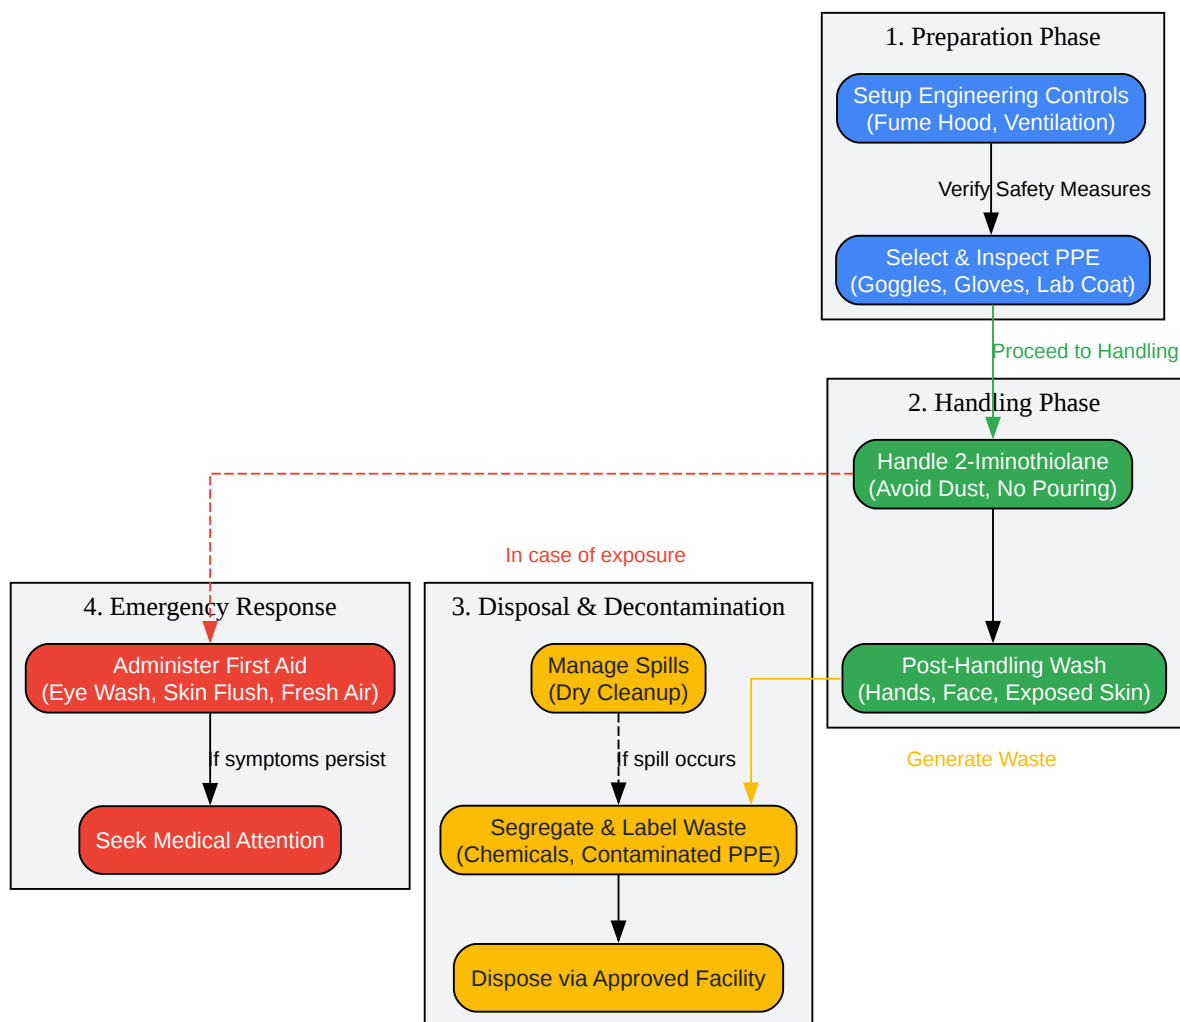 1. Preparation Phase
Setup Engineering Controls
(Fume Hood, Ventilation)
Verify Safety Measures
Select & Inspect PPE
(Goggles, Gloves, Lab Coat)
Proceed to Handling
2. Handling Phase
Handle 2-Iminothiolane
(Avoid Dust, No Pouring)
In case of exposure
Post-Handling Wash
(Hands, Face, Exposed Skin)
Generate Waste
4. Emergency Response
Administer First Aid
(Eye Wash, Skin Flush, Fresh Air)
If symptoms persist
Seek Medical Attention
3. Disposal & Decontamination
Manage Spills
(Dry Cleanup)
If spill occurs
Segregate & Label Waste
(Chemicals, Contaminated PPE)
Dispose via Approved Facility